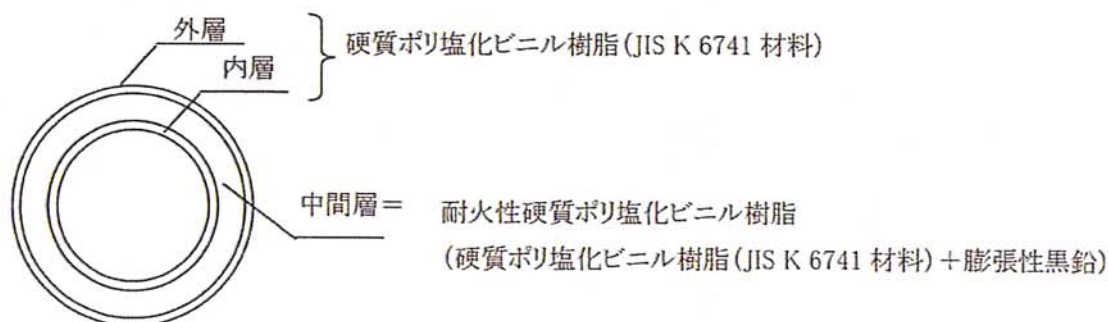 外層
内層
硬質ポリ塩化ビニル樹脂(JIS K 6741 材料)
中間層＝
耐火性硬質ポリ塩化ビニル樹脂
(硬質ポリ塩化ビニル樹脂(JIS K 6741 材料)＋膨張性黒鉛)